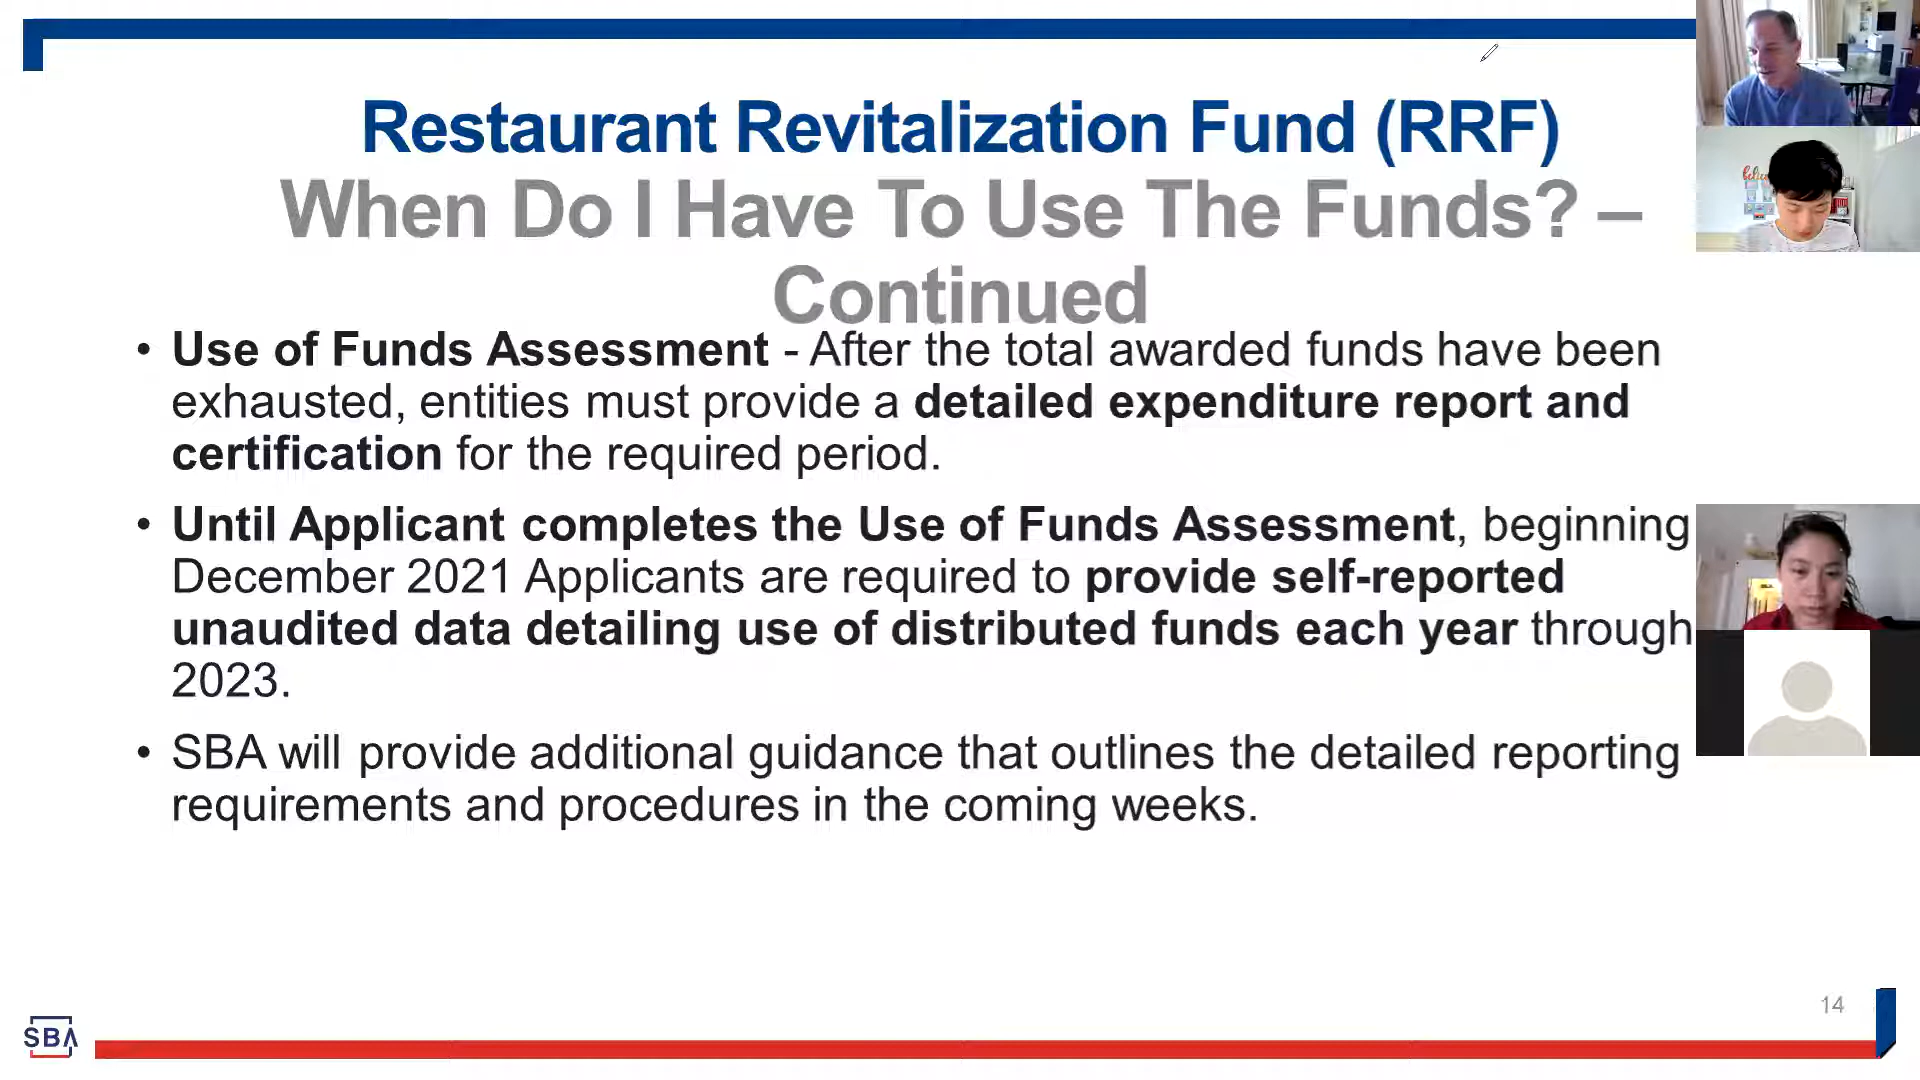 Restaurant Revitalization Fund (RRF)
When Do I Have To Use The Funds? –
Continued
• Use of Funds Assessment - After the total awarded funds have been
exhausted, entities must provide a detailed expenditure report and
certification for the required period.
• Until Applicant completes the Use of Funds Assessment, beginning
December 2021 Applicants are required to provide self-reported
unaudited data detailing use of distributed funds each year through
2023.
• SBA will provide additional guidance that outlines the detailed reporting
requirements and procedures in the coming weeks.
14
SBA